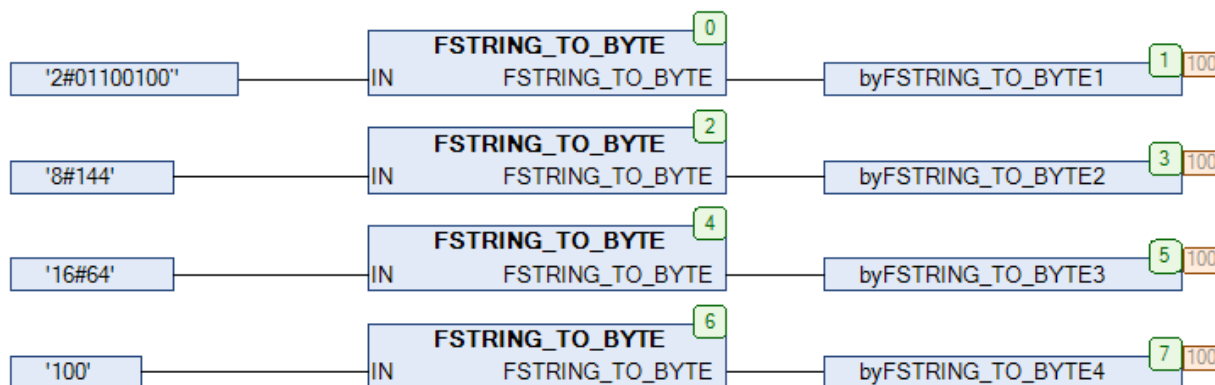 0
FSTRING_TO_BYTE
'2#01100100'' IN FSTRING_TO_BYTE byFSTRING_TO_BYTE1 1 100
2
FSTRING_TO_BYTE
'8#144' IN FSTRING_TO_BYTE byFSTRING_TO_BYTE2 3 100
4
FSTRING_TO_BYTE
'16#64' IN FSTRING_TO_BYTE byFSTRING_TO_BYTE3 5 100
6
FSTRING_TO_BYTE
'100' IN FSTRING_TO_BYTE byFSTRING_TO_BYTE4 7 100